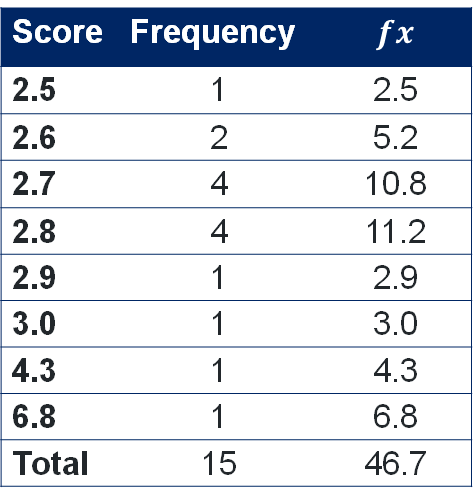 Score Frequency fx
2.5 1 2.5
2.6 2 5.2
2.7 4 10.8
2.8 4 11.2
2.9 1 2.9
3.0 1 3.0
4.3 1 4.3
6.8 1 6.8
Total 15 46.7